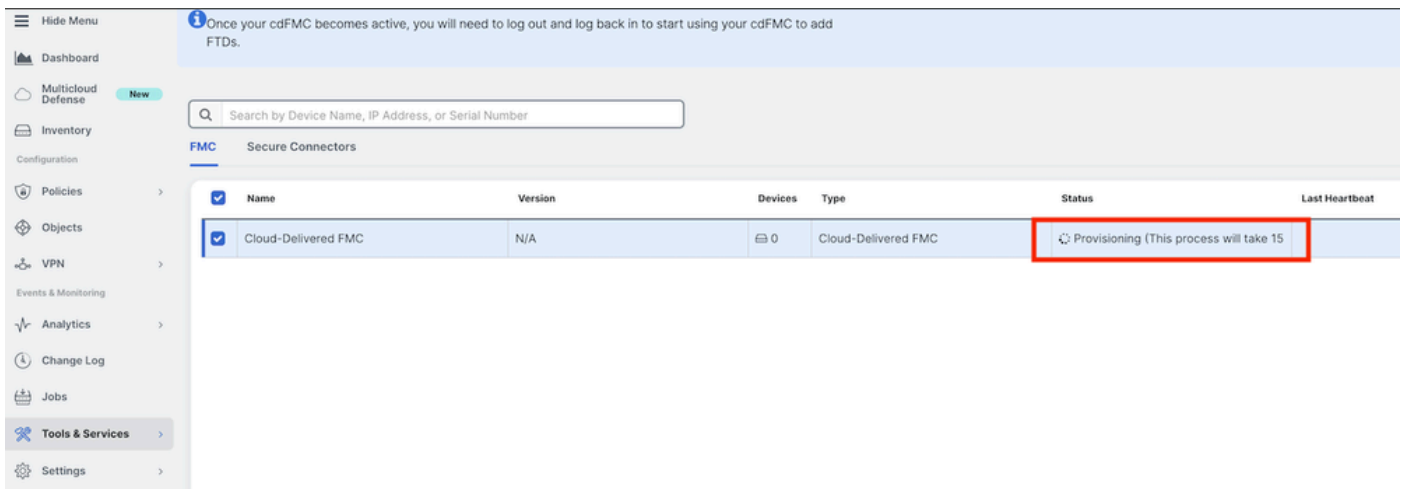 Hide Menu
Dashboard
Multicloud
Defense
New
Inventory
Configuration
Policies
Objects
VPN
Events & Monitoring
Analytics
Change Log
Jobs
Tools & Services
Settings
Once your cdFMC becomes active, you will need to log out and log back in to start using your cdFMC to add
FTDs.
Search by Device Name, IP Address, or Serial Number
FMC Secure Connectors
Name Version Devices Type Status Last Heartbeat
Cloud-Delivered FMC N/A 0 Cloud-Delivered FMC Provisioning (This process will take 15